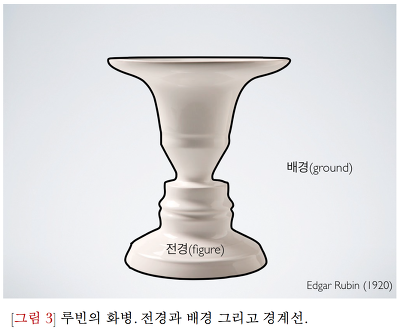 배경(ground)
전경(figure)
Edgar Rubin (1920)
[그림 3] 루빈의 화병. 전경과 배경 그리고 경계선.